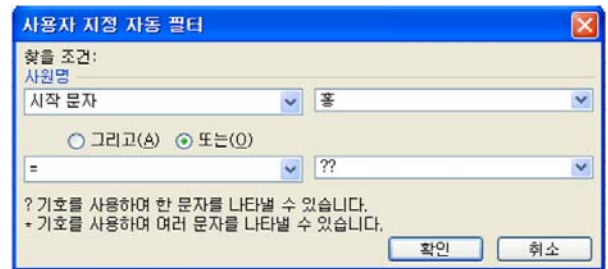 사용자 지정 자동 필터
찾을 조건:
사원명
시작 문자 홍
그리고(A) 또는(O)
= ??
? 기호를 사용하여 한 문자를 나타낼 수 있습니다.
* 기호를 사용하여 여러 문자를 나타낼 수 있습니다.
확인 취소